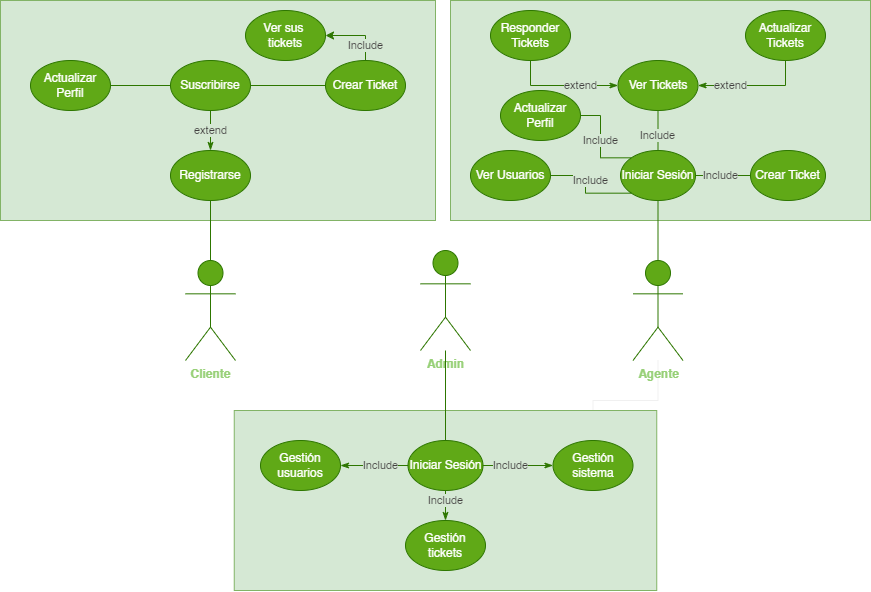 Ver sus
tickets
Include
Actualizar
Perfil
Suscribirse
Crear Ticket
extend
Registrarse
Cliente
Responder
Tickets
Actualizar
Tickets
extend
Ver Tickets
extend
Actualizar
Perfil
Include
Include
Ver Usuarios
Include
Iniciar Sesión
Include
Crear Ticket
Agente
Admin
Gestión
usuarios
Include
Iniciar Sesión
Include
Gestión
sistema
Include
Gestión
tickets